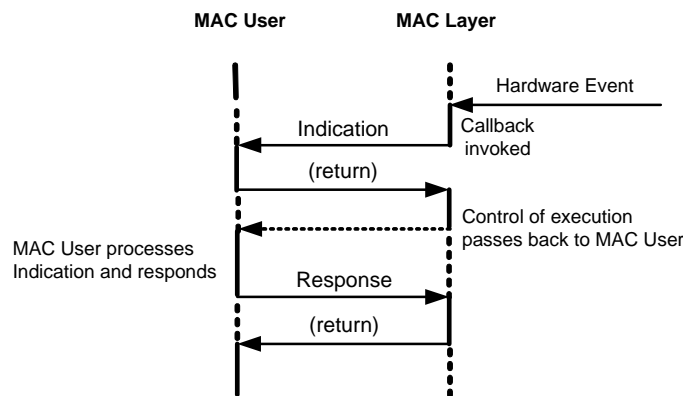 MAC User
MAC Layer
Hardware Event
Callback
invoked
Indication
(return)
Control of execution
passes back to MAC User
MAC User processes
Indication and responds
Response
(return)